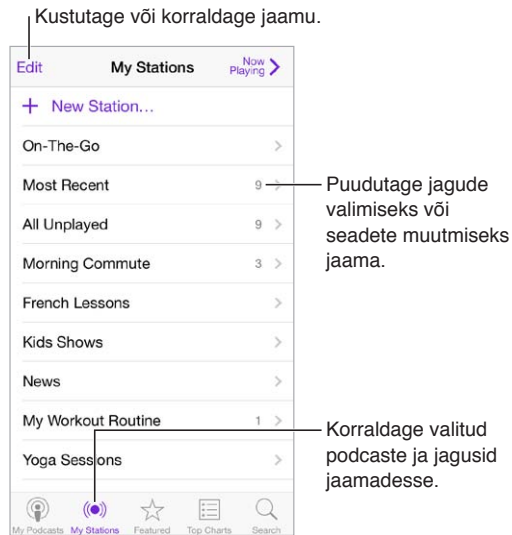 Kustutage või korraldage jaamu.
Edit My Stations Now Playing
+ New Station...
On-The-Go
Most Recent 9
Puudutage jagude
valimiseks või
seadete muutmiseks
jaama.
All Unplayed 9
Morning Commute 3
French Lessons
Kids Shows
News
My Workout Routine 1
Yoga Sessions
Korraldage valitud
podcaste ja jagusid
jaamadesse.
My Podcasts My Stations Featured Top Charts Search